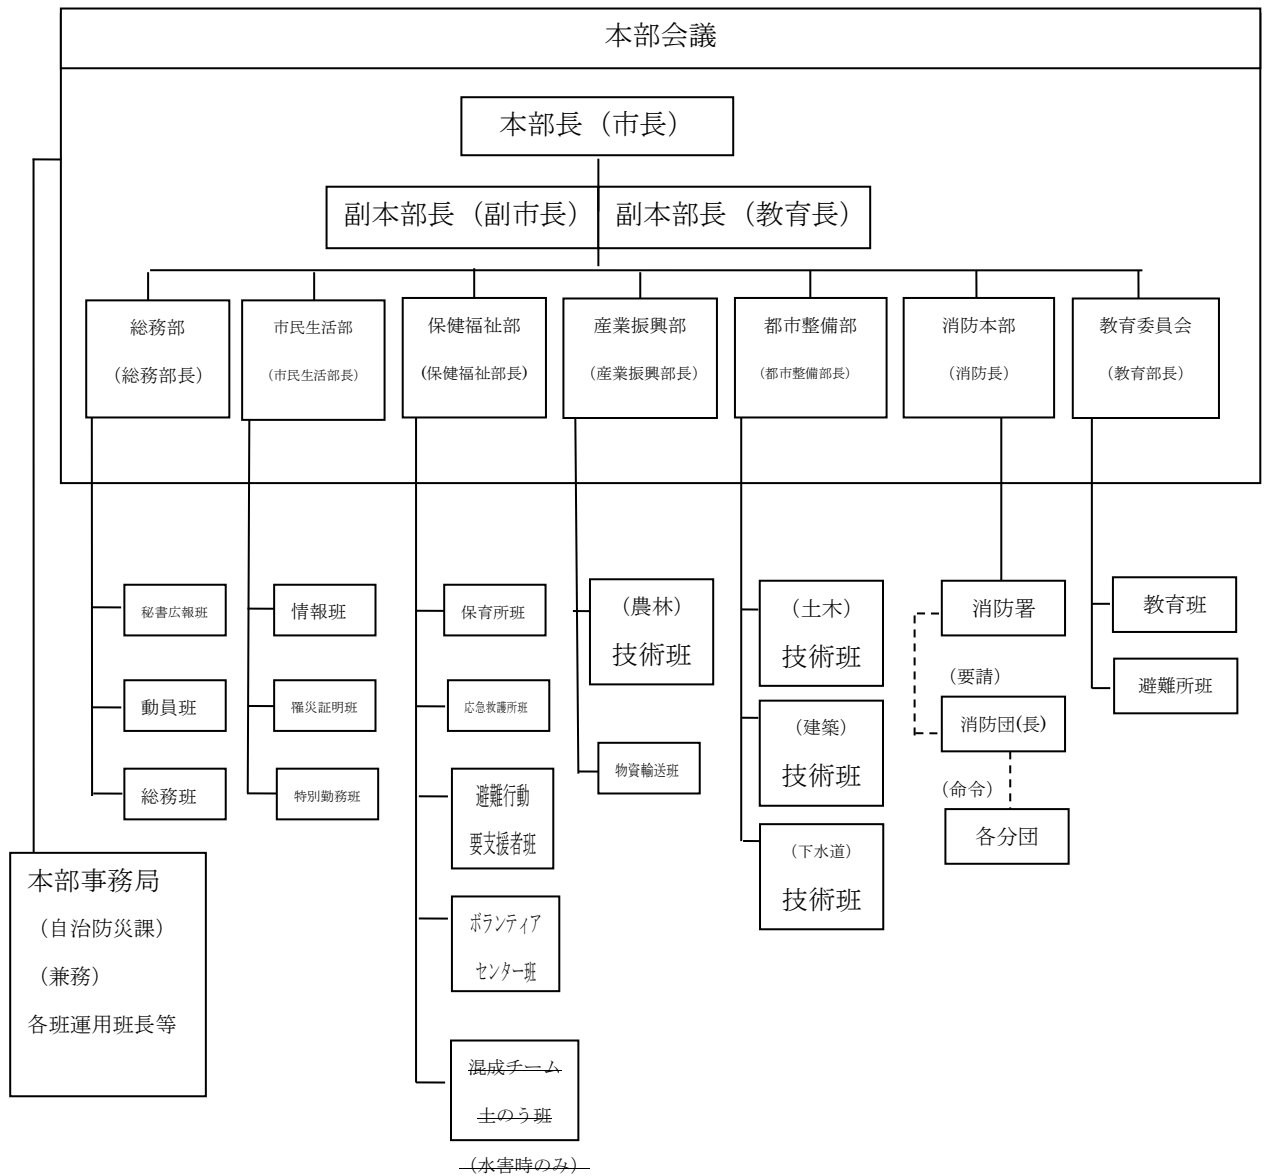 本部会議
本部長（市長）
副本部長（副市長）
副本部長（教育長）
総務部
（総務部長）
市民生活部
（市民生活部長）
保健福祉部
(保健福祉部長)
産業振興部
（産業振興部長）
都市整備部
（都市整備部長）
消防本部
（消防長）
教育委員会
（教育部長）
秘書広報班
動員班
総務班
情報班
罹災証明班
特別勤務班
保育所班
応急救護所班
避難行動
要支援者班
ボランティア
センター班
混成チーム
土のう班
（水害時のみ）
（農林）
技術班
物資輸送班
（土木）
技術班
（建築）
技術班
（下水道）
技術班
消防署
（要請）
消防団(長)
（命令）
各分団
教育班
避難所班
本部事務局
（自治防災課）
（兼務）
各班運用班長等